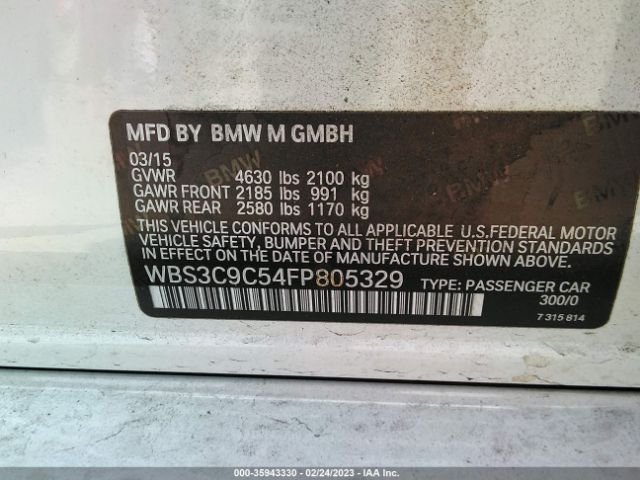 MFD BY BMW M GMBH
03/15
GVWR 4630 lbs 2100 kg
GAWR FRONT 2185 lbs 991 kg
GAWR REAR 2580 lbs 1170 kg
THIS VEHICLE CONFORMS TO ALL APPLICABLE U.S.FEDERAL MOTOR
VEHICLE SAFETY, BUMPER AND THEFT PREVENTION STANDARDS
IN EFFECT ON THE DATE OF MANUFACTURE SHOWN ABOVE.
WBS3C9C54FP805329 TYPE: PASSENGER CAR
300/0
7 315 814
000-35943330 - 02/24/2023 - IAA Inc.